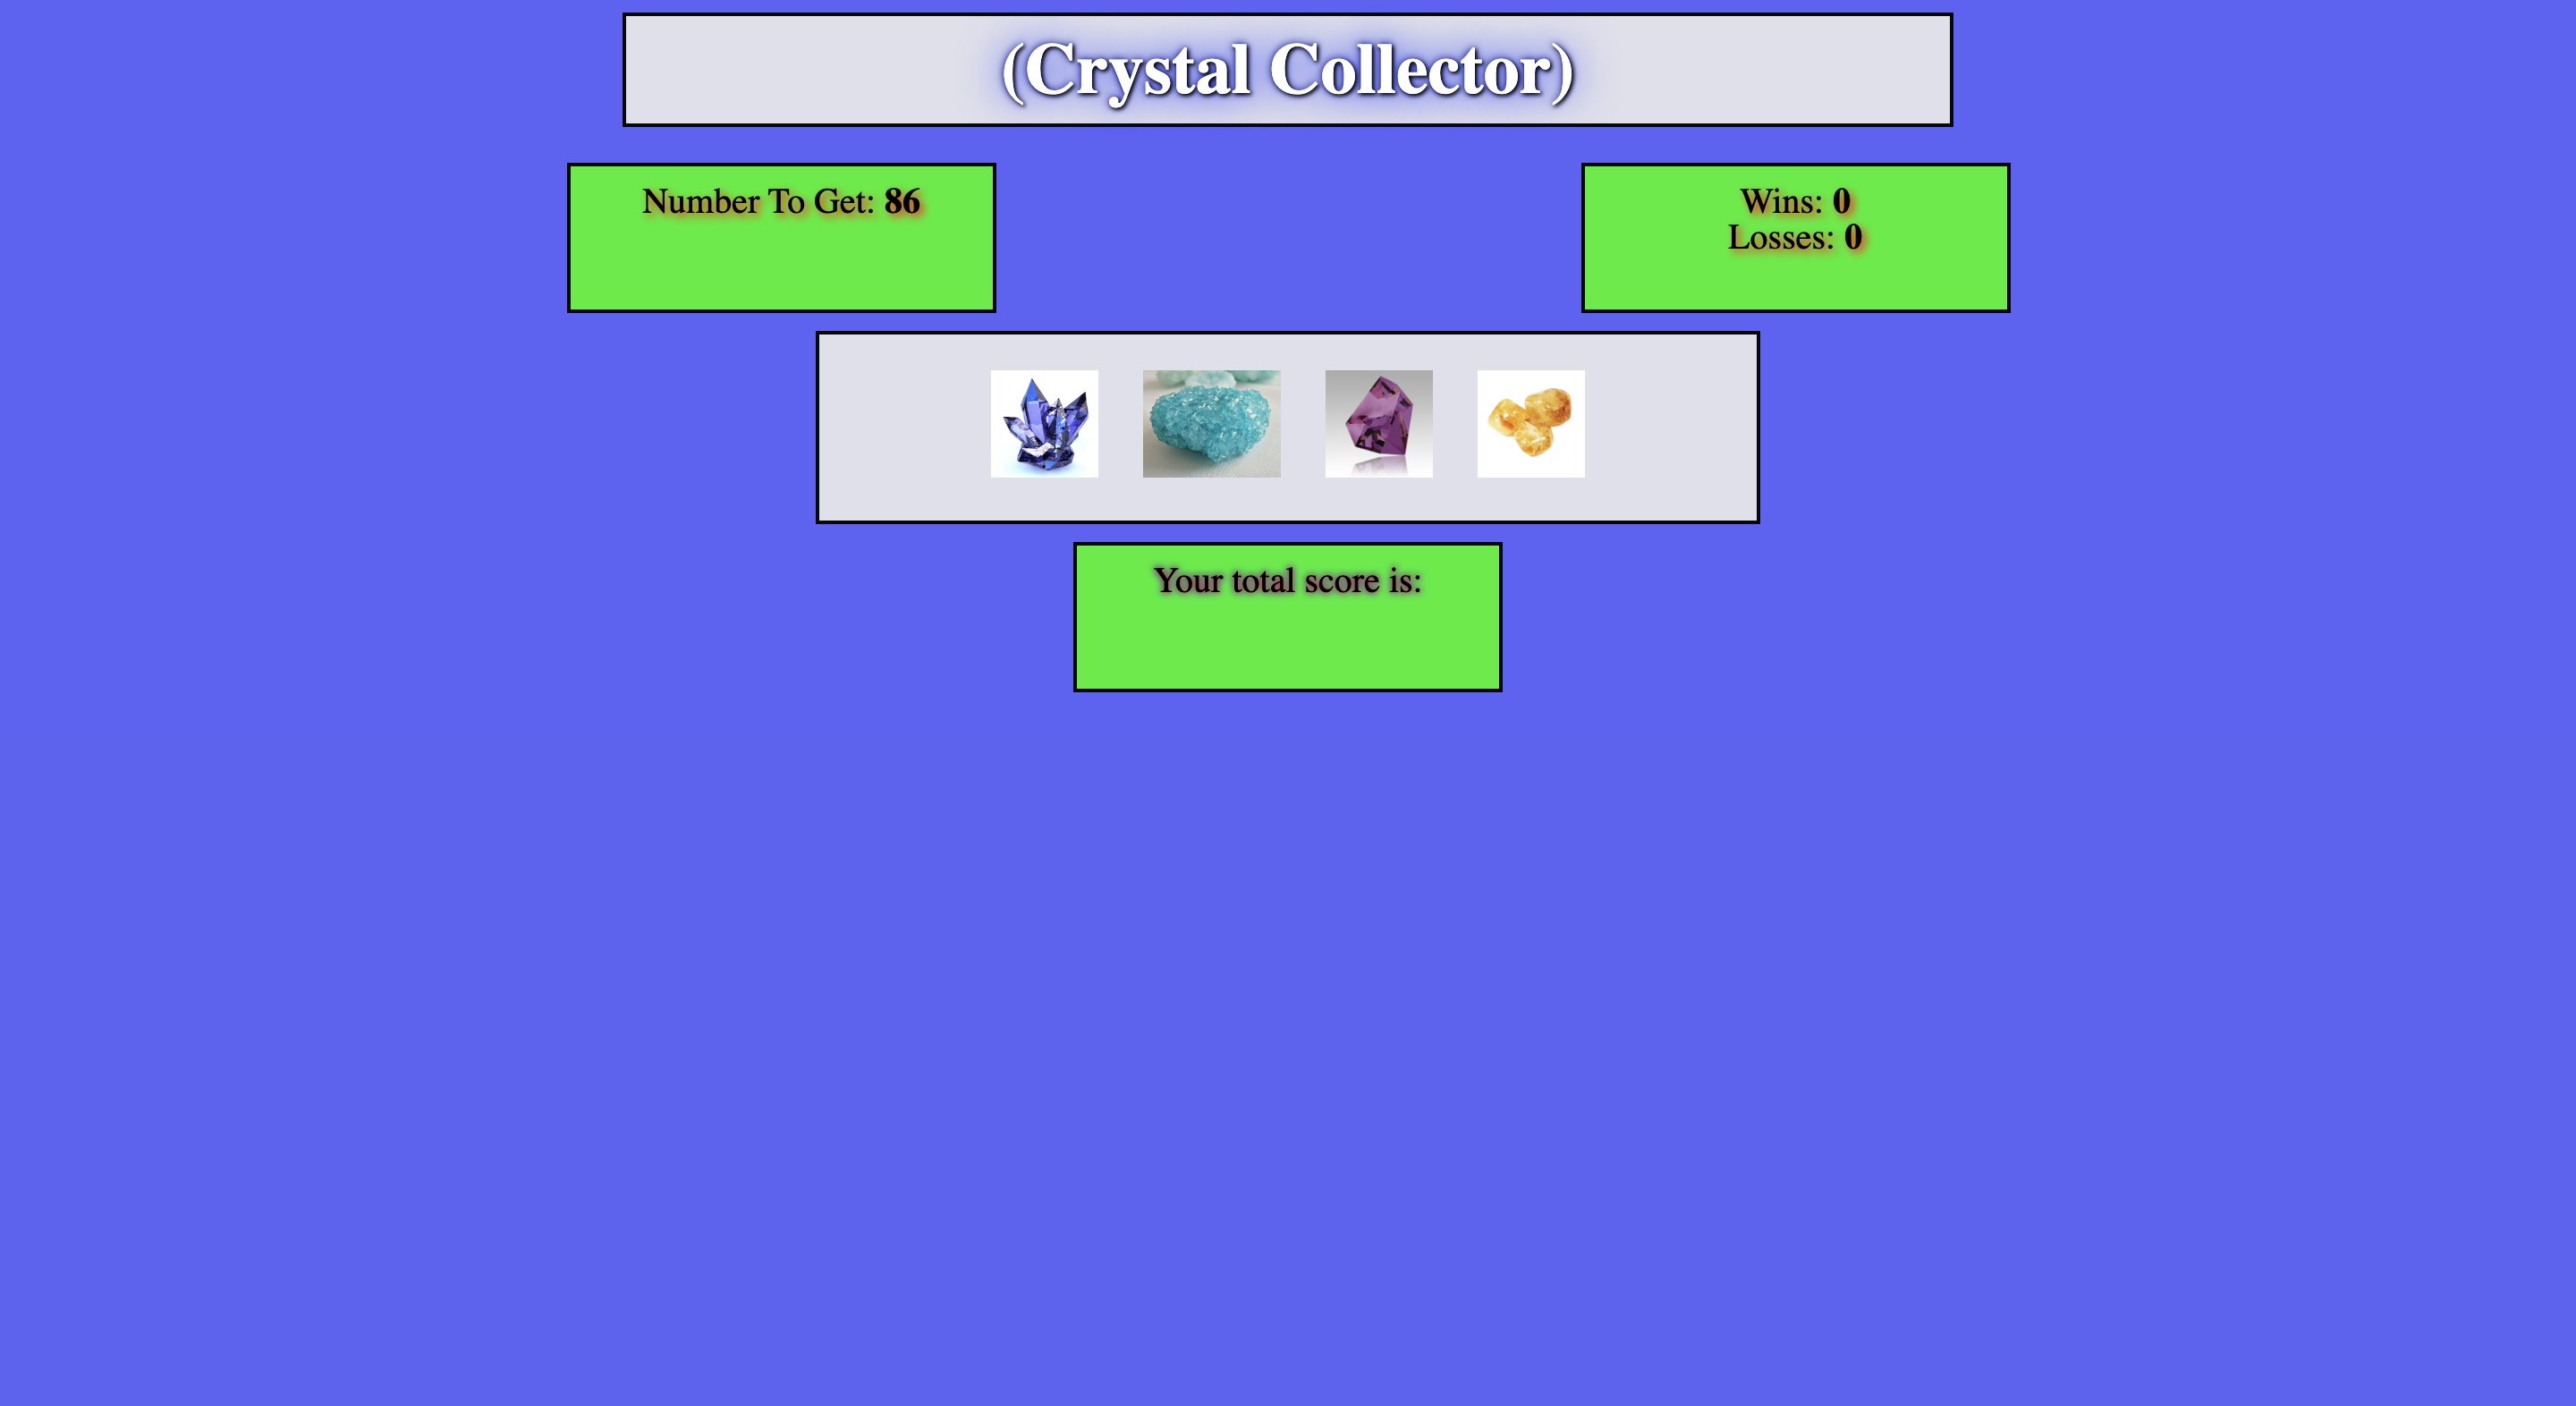 (Crystal Collector)
Number To Get: 86
Wins: 0
Losses: 0
Your total score is: